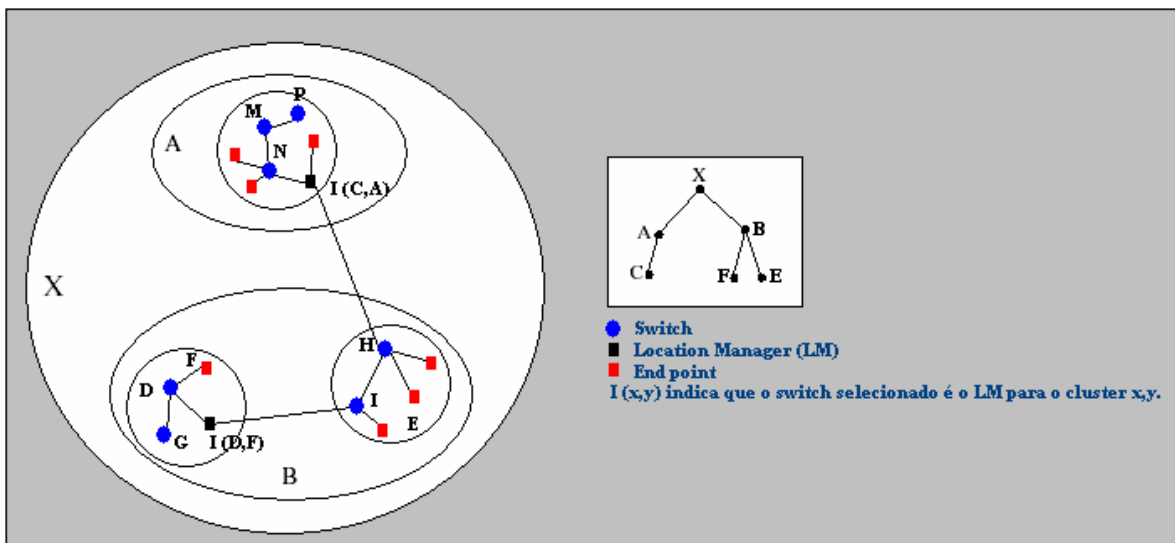 P
M
A
N
I (C,A)
X
H
F
D
I
E
G
I (D,F)
B
X
A
B
C
F
E
Switch
Location Manager (LM)
End point
I (x,y) indica que o switch selecionado é o LM para o cluster x,y.